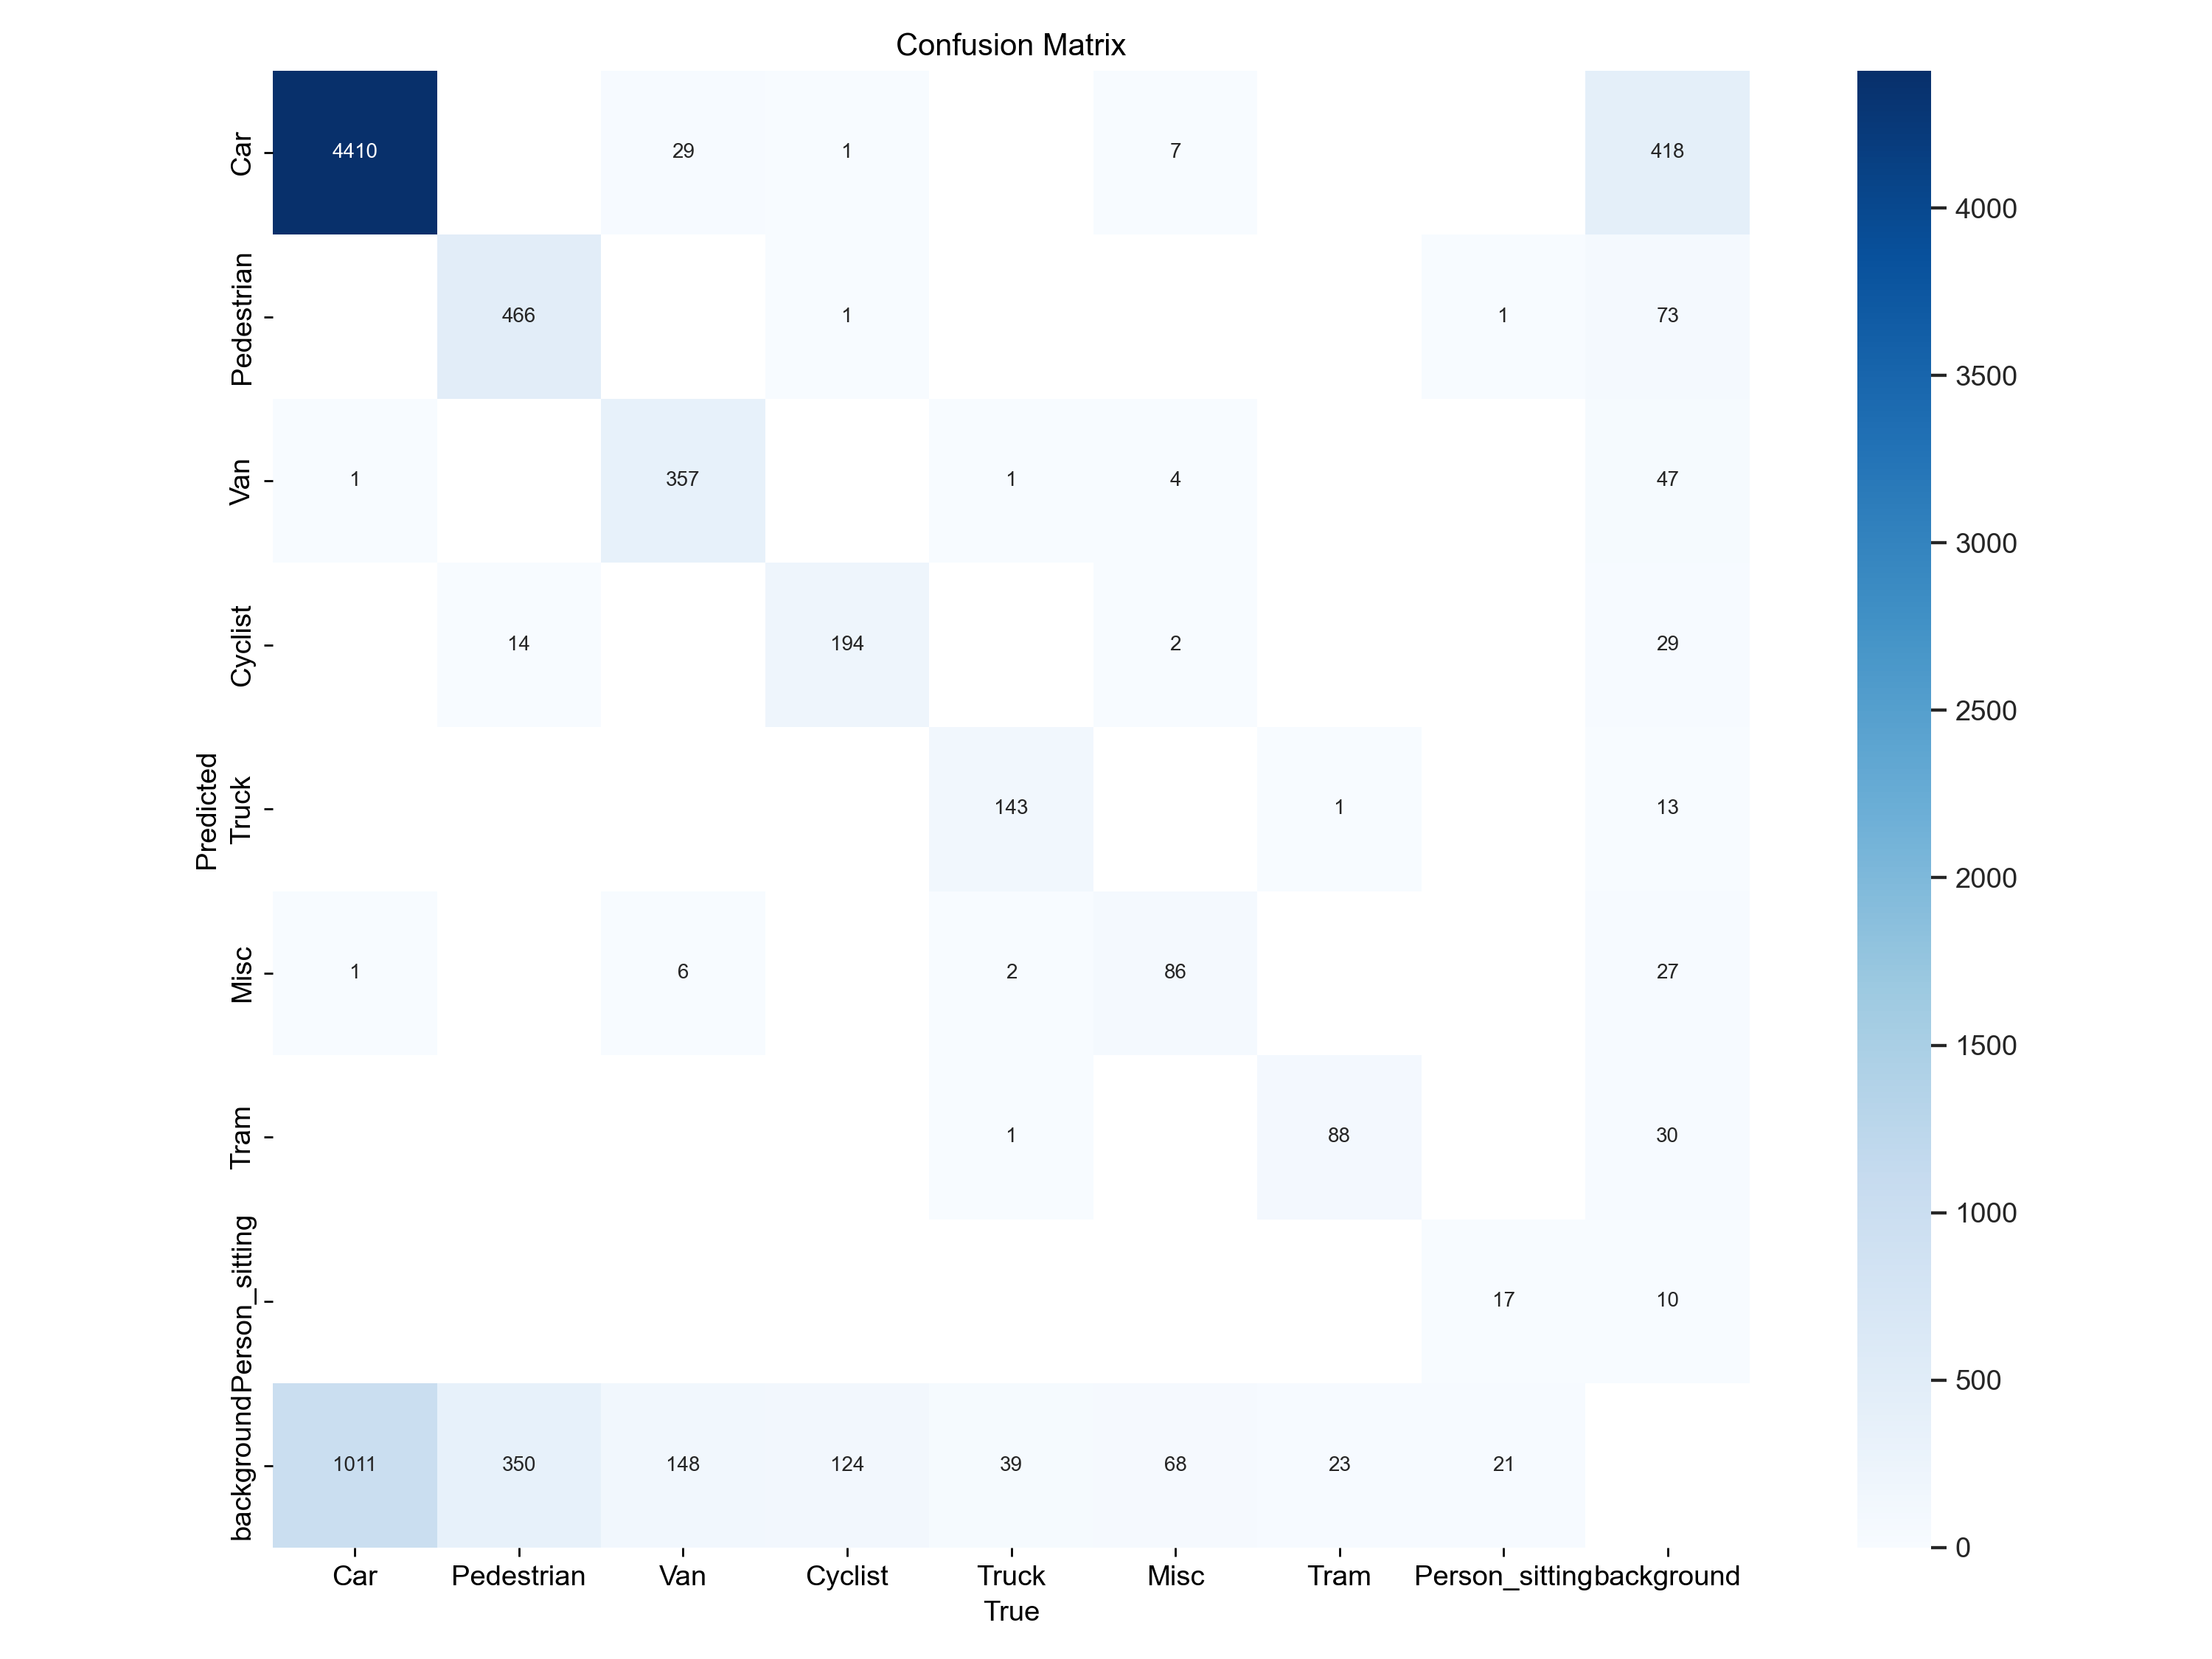 Confusion Matrix
Car 4410 29 1 7 418
Pedestrian 466 1 1 73
Van 1 357 1 4 47
Cyclist 14 194 2 29
Truck 143 1 13
Misc 1 6 2 86 27
Tram 1 88 30
Person_sitting 17 10
background 1011 350 148 124 39 68 23 21
Predicted
Car Pedestrian Van Cyclist Truck Misc Tram Person_sitting background
True
4000
3500
3000
2500
2000
1500
1000
500
0